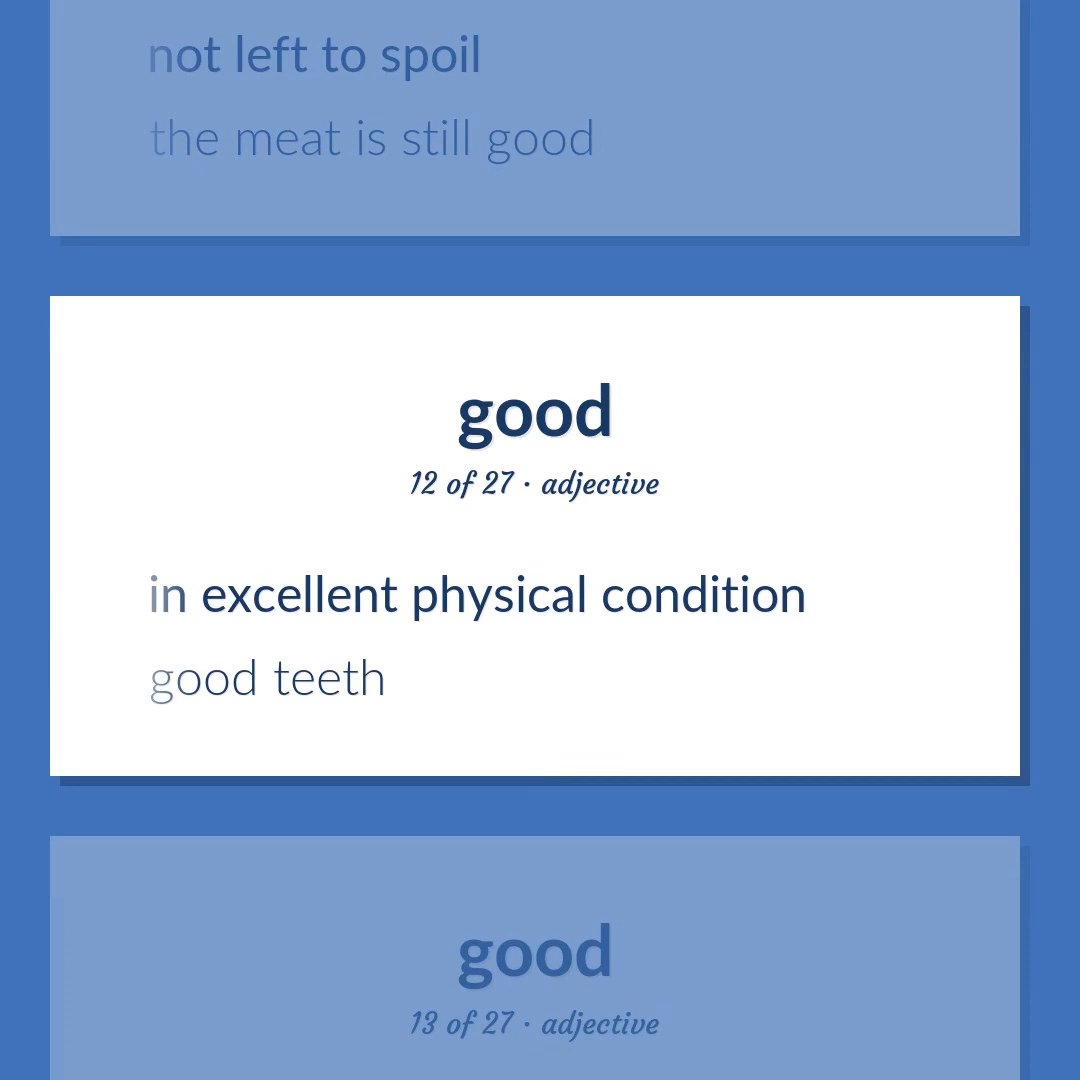 not left to spoil
the meat is still good
good
12 of 27 · adjective
in excellent physical condition
good teeth
good
13 of 27 · adjective